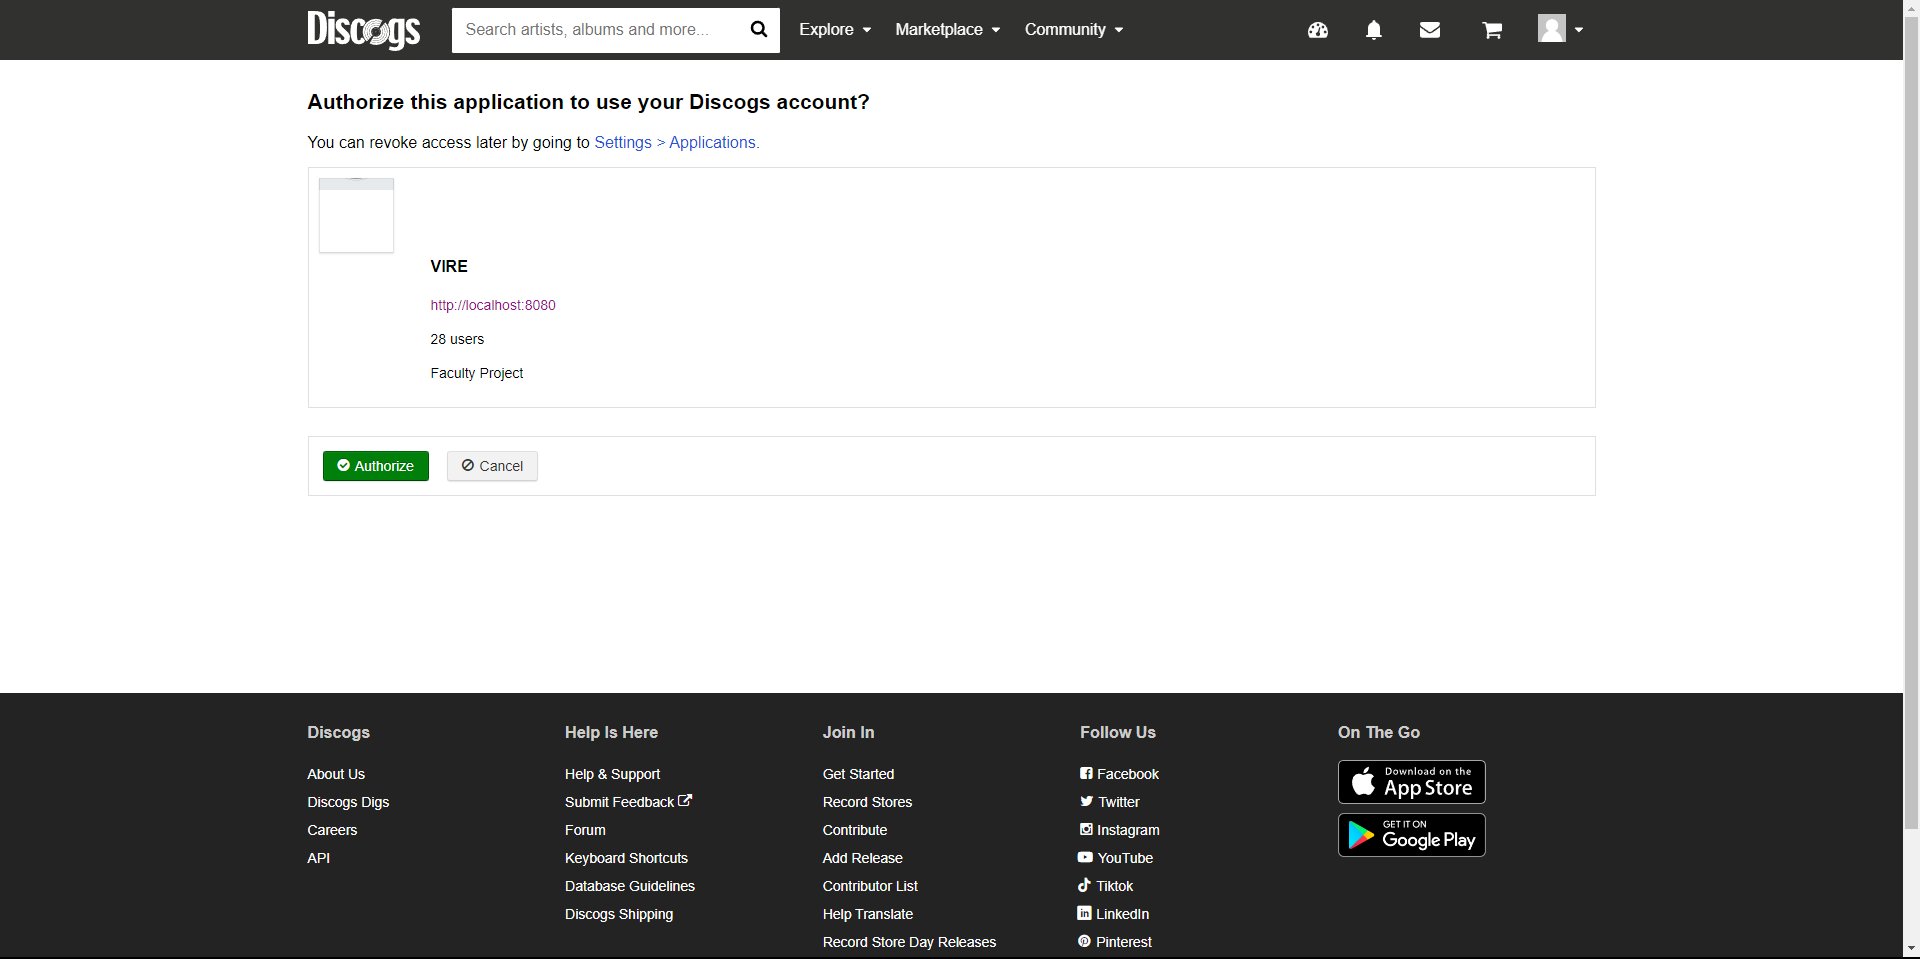 Discogs
Search artists, albums and more...
Explore
Marketplace
Community
Authorize this application to use your Discogs account?
You can revoke access later by going to Settings > Applications.
VIRE
http://localhost:8080
28 users
Faculty Project
Authorize
Cancel
Discogs
About Us
Discogs Digs
Careers
API
Help Is Here
Help & Support
Submit Feedback
Forum
Keyboard Shortcuts
Database Guidelines
Discogs Shipping
Join In
Get Started
Record Stores
Contribute
Add Release
Contributor List
Help Translate
Record Store Day Releases
Follow Us
Facebook
Twitter
Instagram
YouTube
Tiktok
LinkedIn
Pinterest
On The Go
Download on the
App Store
GET IT ON
Google Play